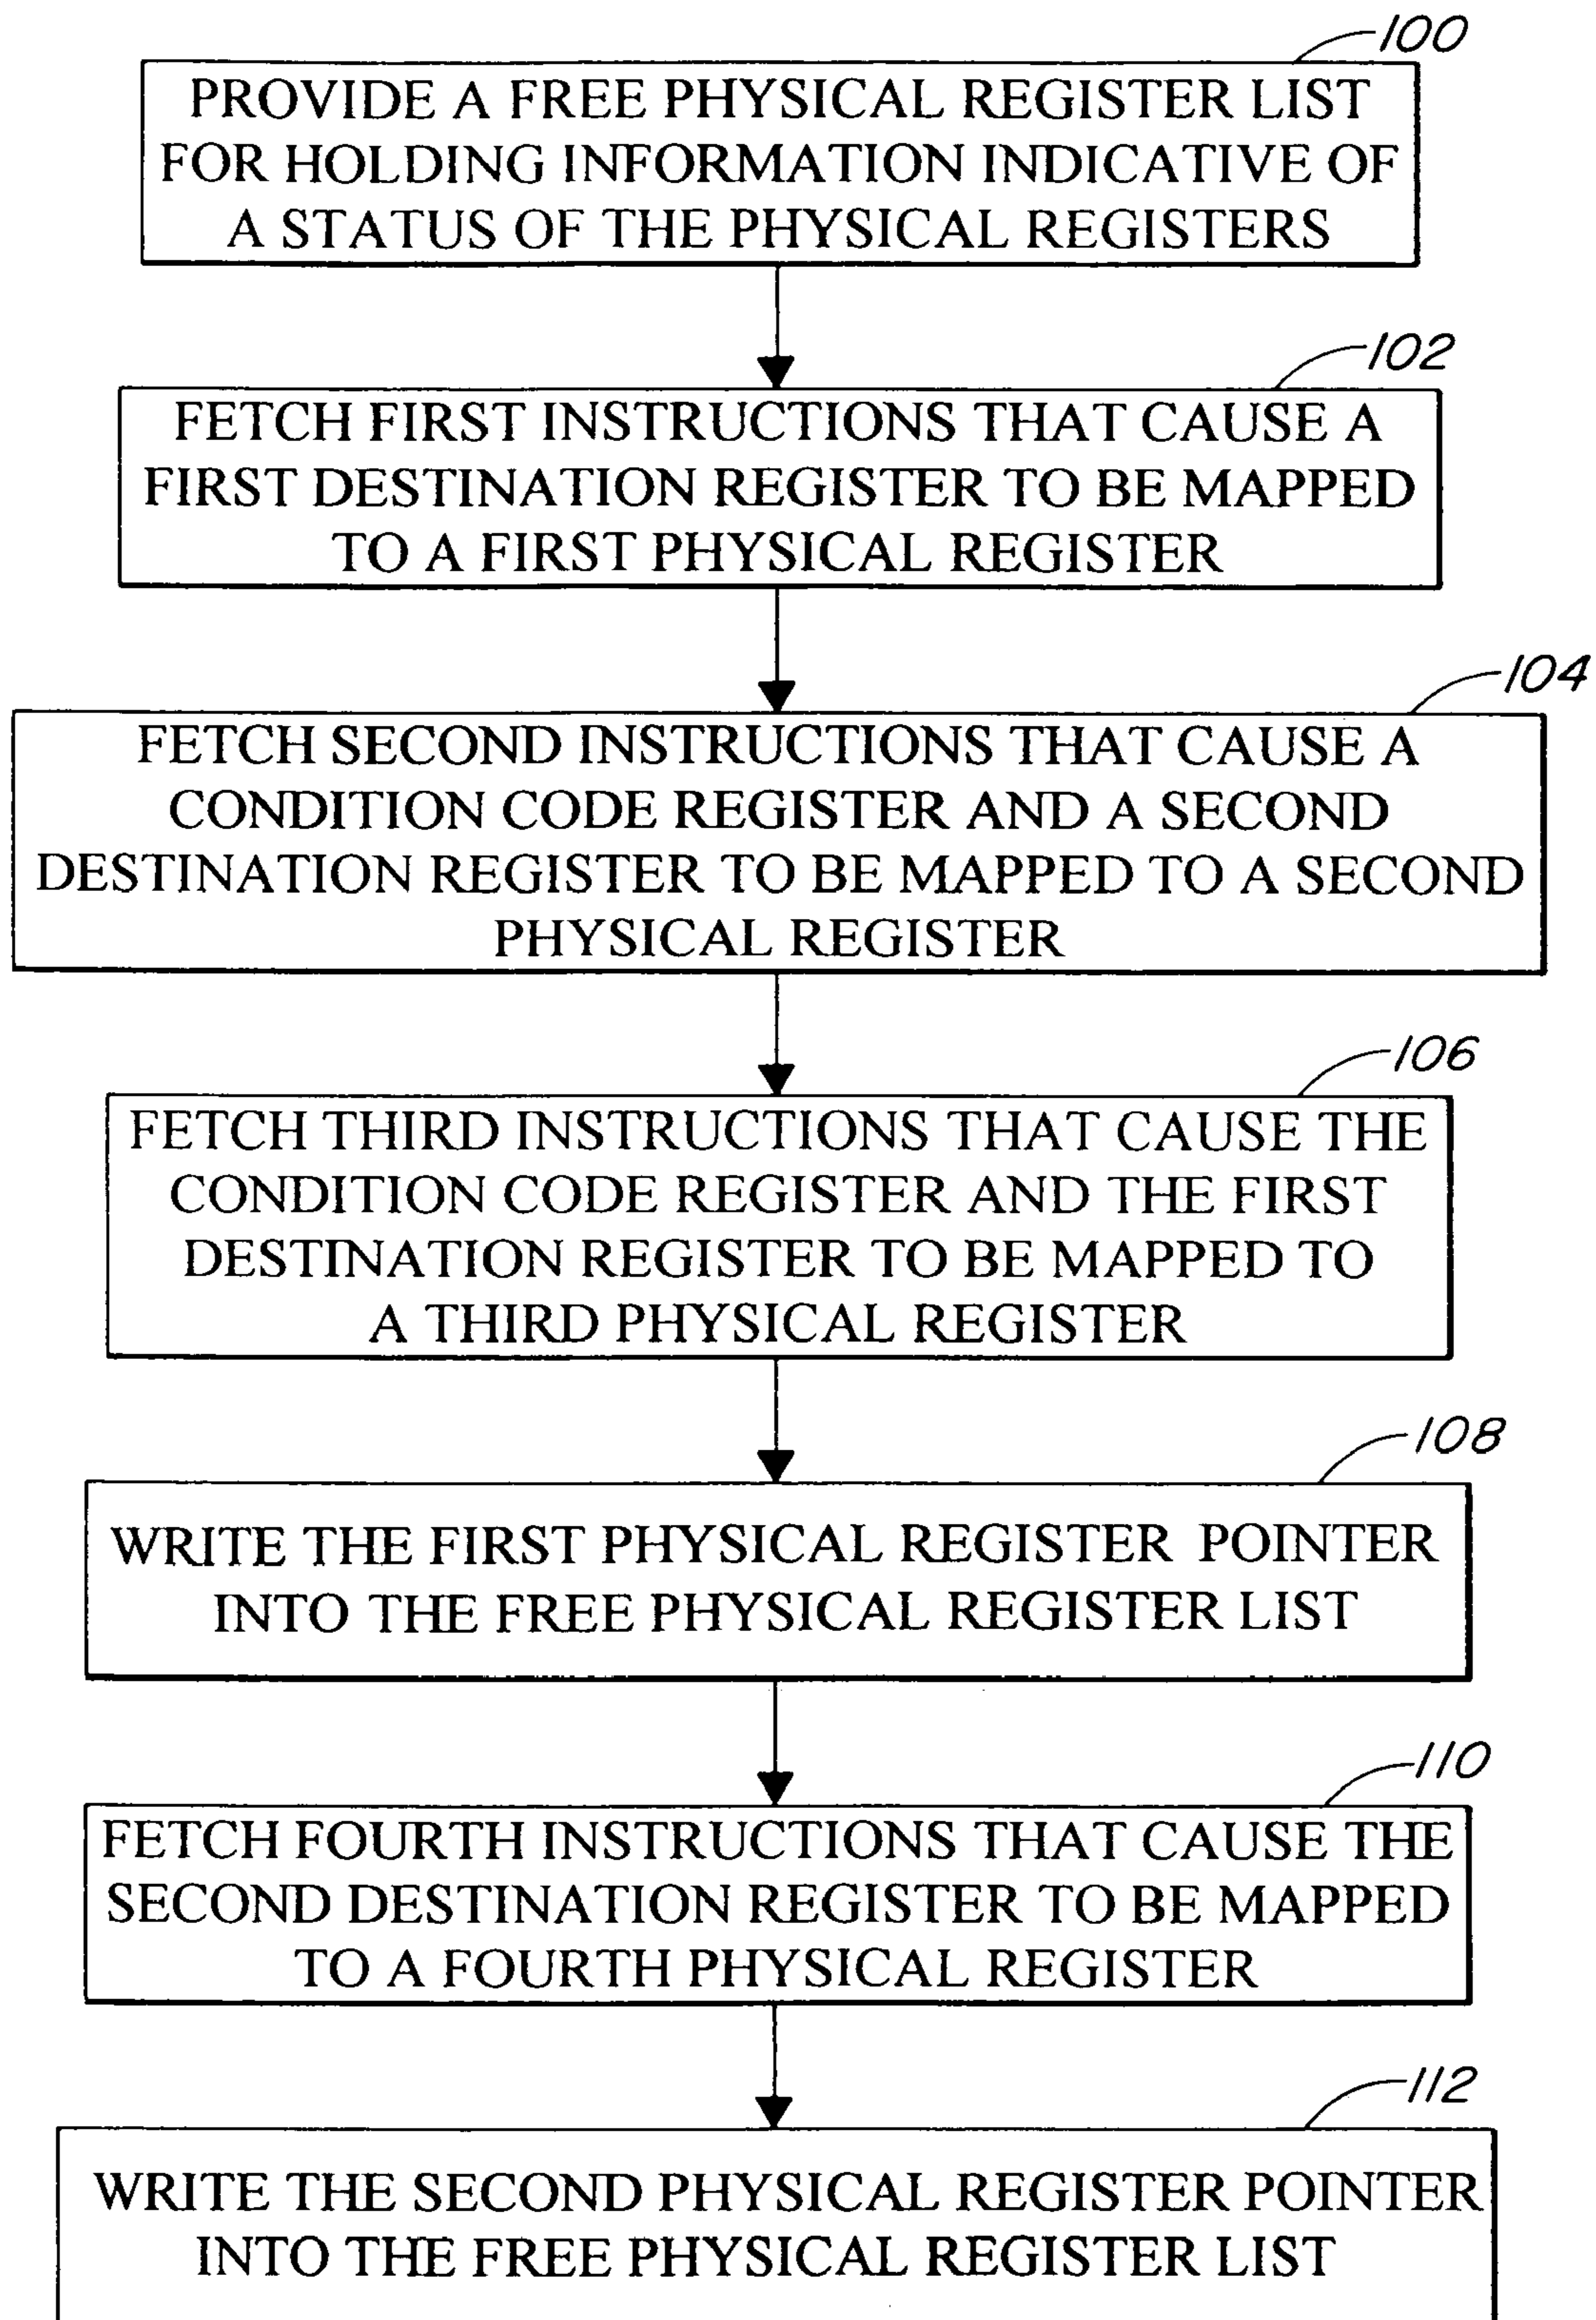 100
PROVIDE A FREE PHYSICAL REGISTER LIST
FOR HOLDING INFORMATION INDICATIVE OF
A STATUS OF THE PHYSICAL REGISTERS
102
FETCH FIRST INSTRUCTIONS THAT CAUSE A
FIRST DESTINATION REGISTER TO BE MAPPED
TO A FIRST PHYSICAL REGISTER
104
FETCH SECOND INSTRUCTIONS THAT CAUSE A
CONDITION CODE REGISTER AND A SECOND
DESTINATION REGISTER TO BE MAPPED TO A SECOND
PHYSICAL REGISTER
106
FETCH THIRD INSTRUCTIONS THAT CAUSE THE
CONDITION CODE REGISTER AND THE FIRST
DESTINATION REGISTER TO BE MAPPED TO
A THIRD PHYSICAL REGISTER
108
WRITE THE FIRST PHYSICAL REGISTER POINTER
INTO THE FREE PHYSICAL REGISTER LIST
110
FETCH FOURTH INSTRUCTIONS THAT CAUSE THE
SECOND DESTINATION REGISTER TO BE MAPPED
TO A FOURTH PHYSICAL REGISTER
112
WRITE THE SECOND PHYSICAL REGISTER POINTER
INTO THE FREE PHYSICAL REGISTER LIST